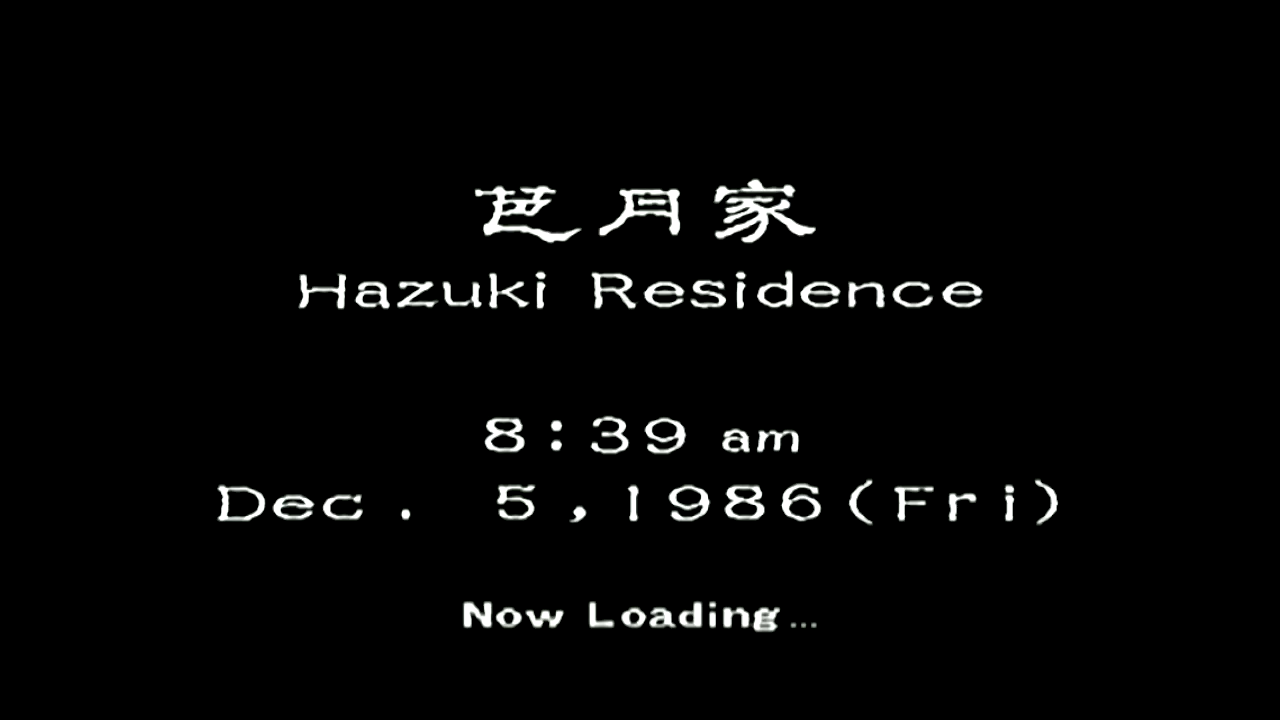 芭月家
Hazuki Residence
8:39 am
Dec. 5,1986(Fri)
Now Loading...